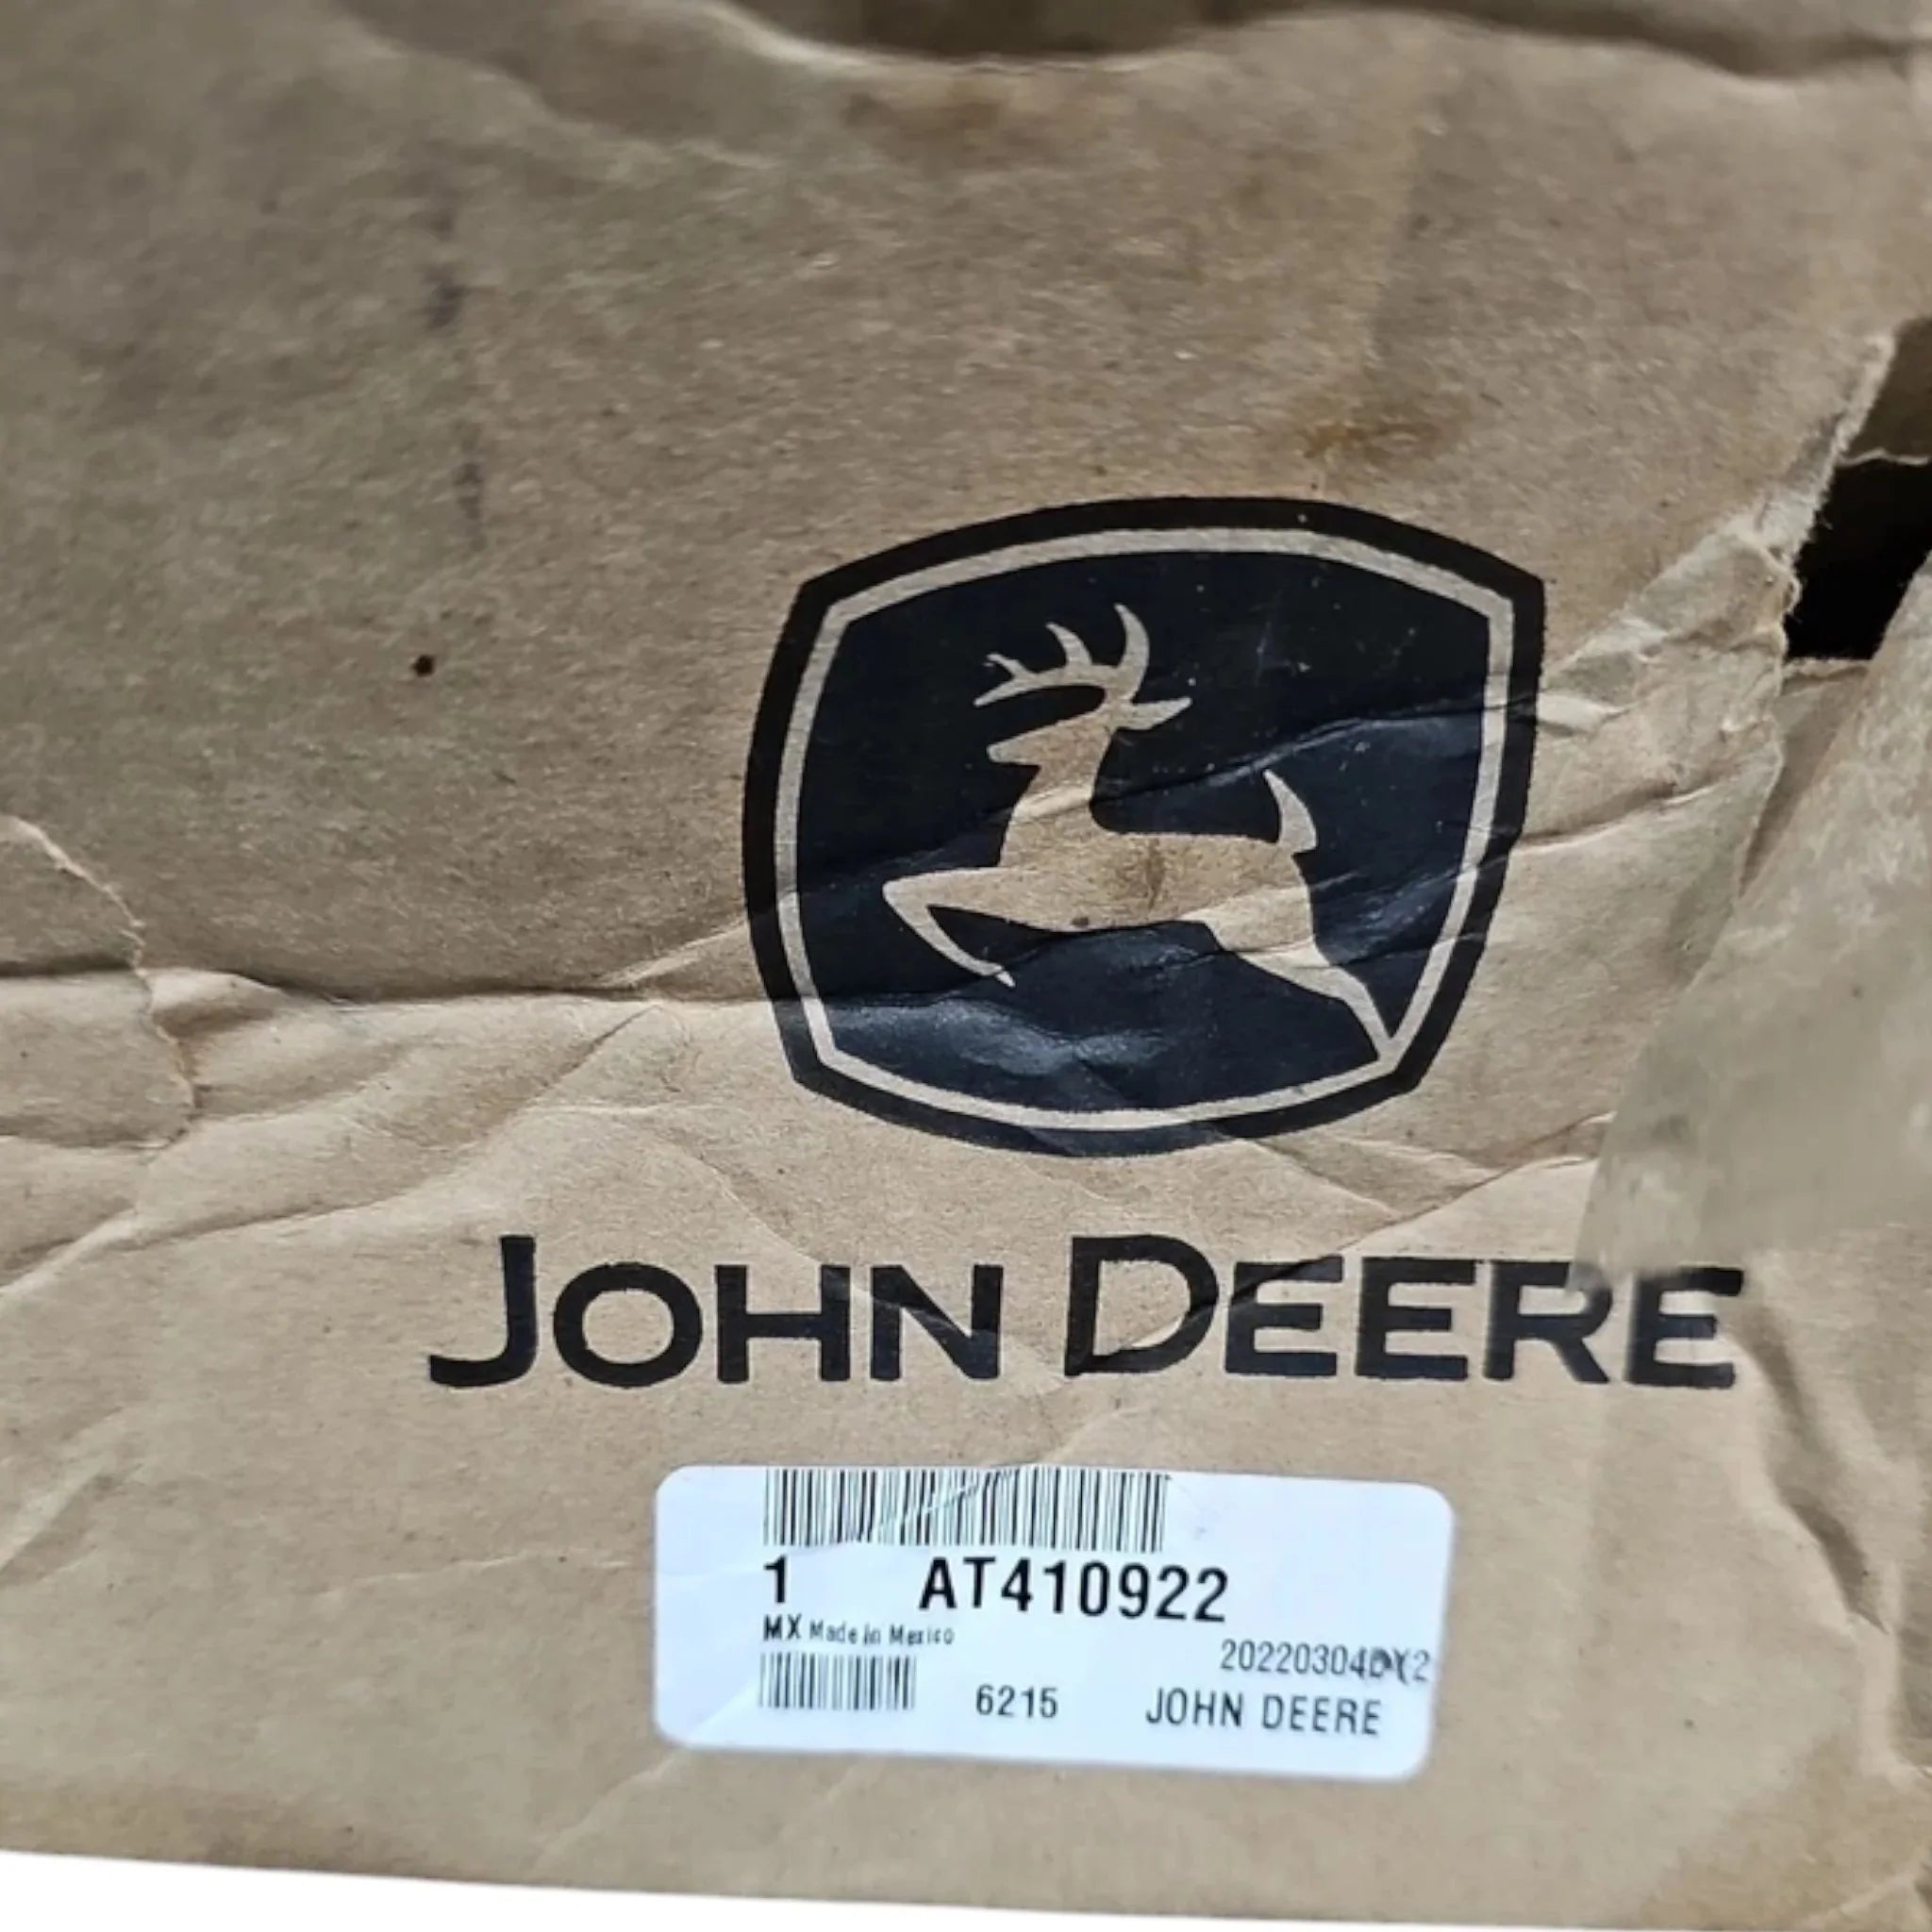 JOHN DEERE
1 AT410922
MX Made in Mexico
6215
JOHN DEERE